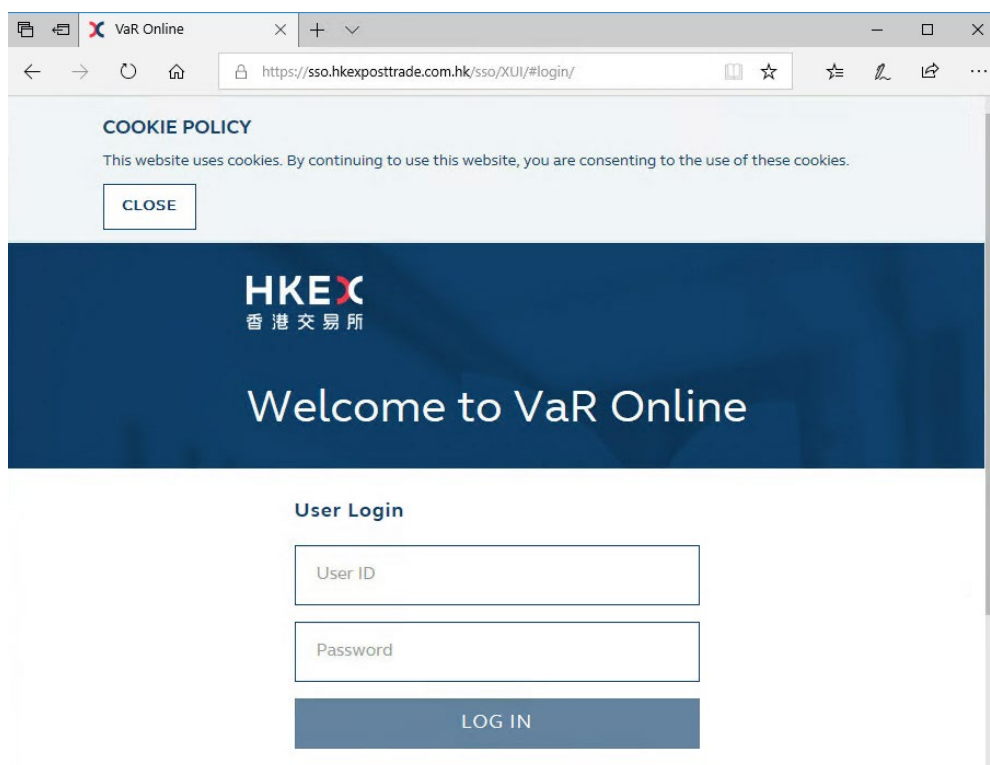 VaR Online
https://sso.hkexposttrade.com.hk/sso/XUI/#login/
COOKIE POLICY
This website uses cookies. By continuing to use this website, you are consenting to the use of these cookies.
CLOSE
HKEX
香港交易所
Welcome to VaR Online
User Login
User ID
Password
LOG IN